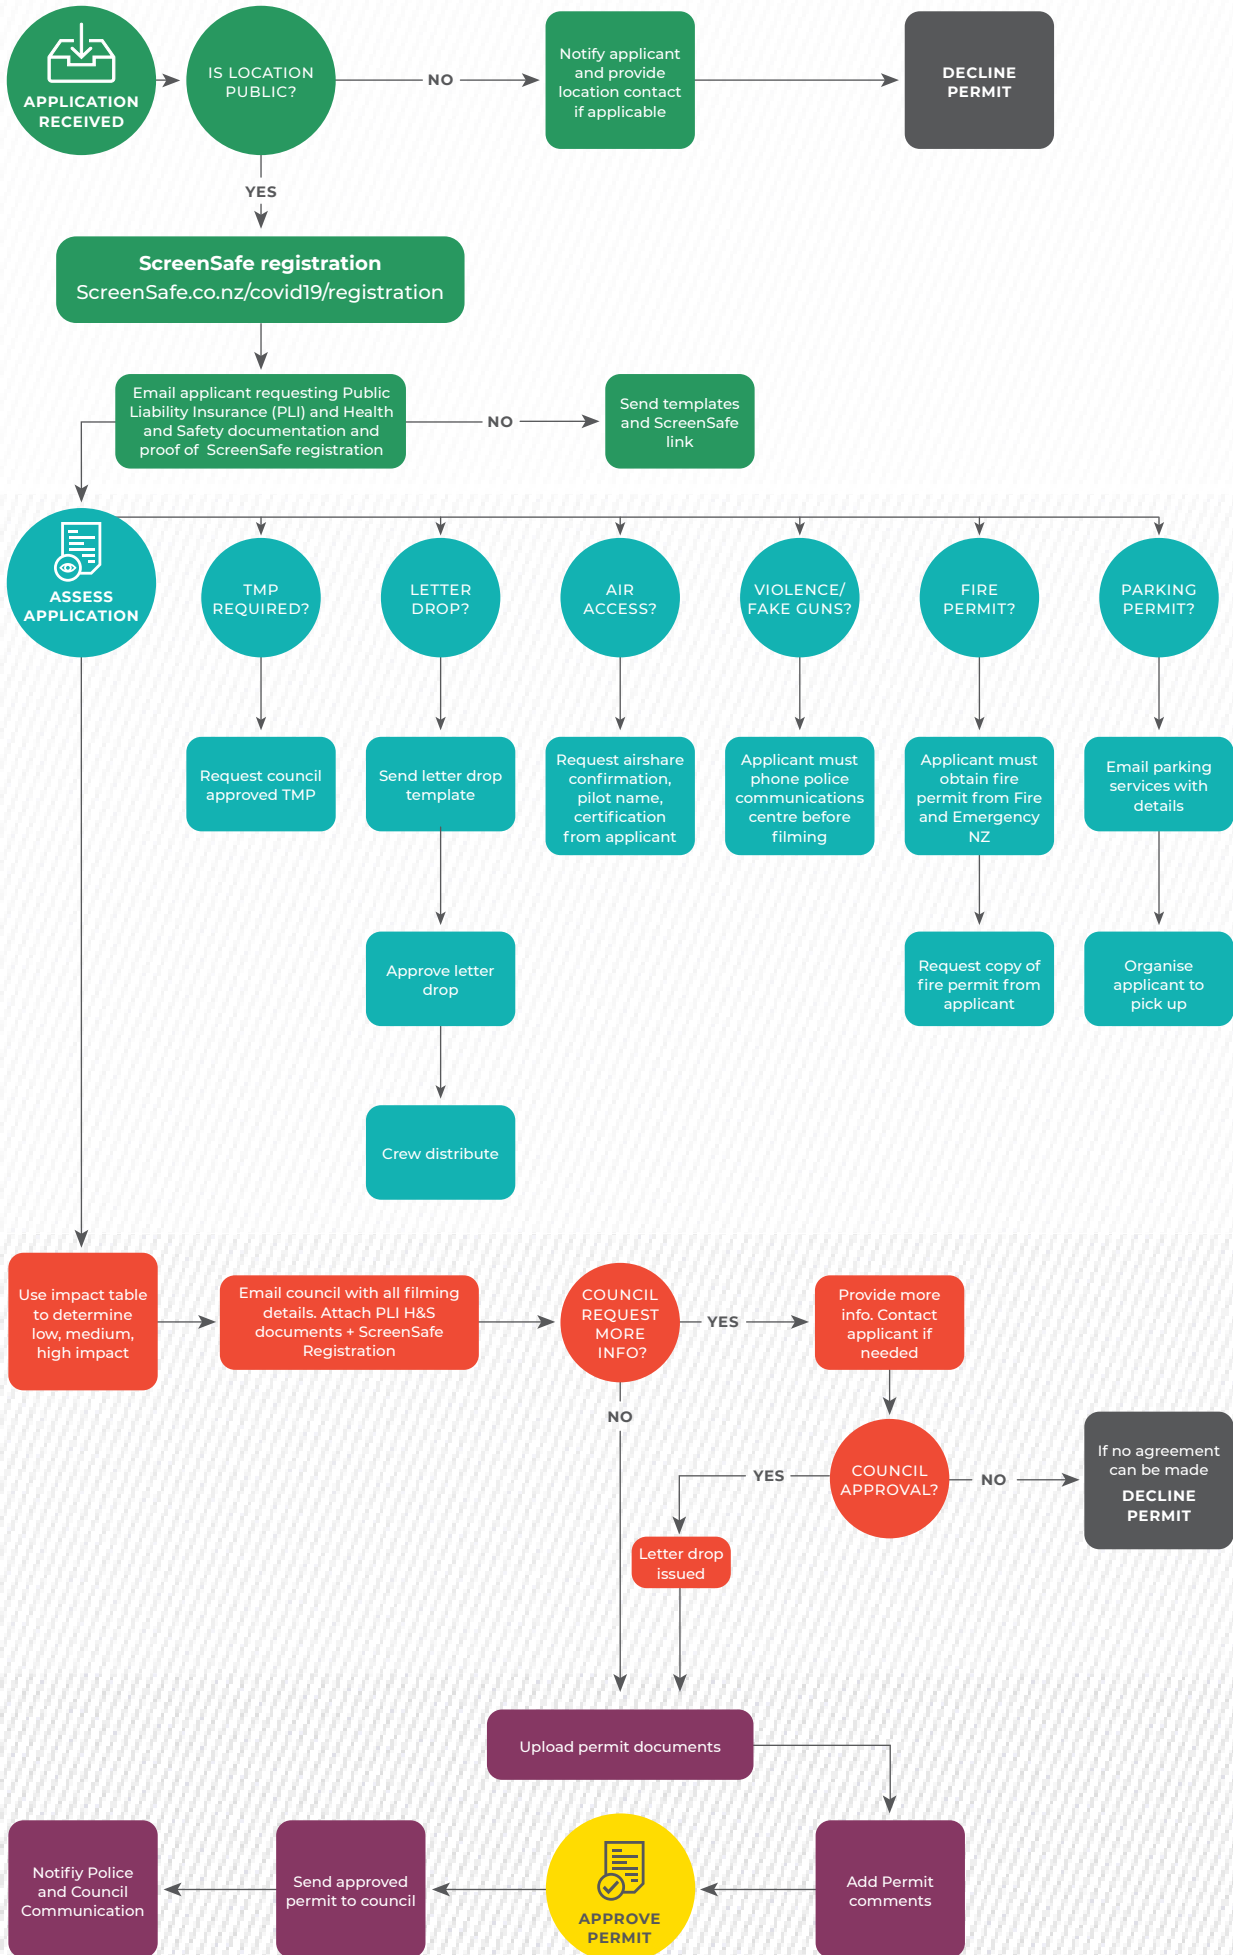 APPLICATION
RECEIVED
IS LOCATION
PUBLIC?
NO
Notify applicant
and provide
location contact
if applicable
DECLINE
PERMIT
YES
ScreenSafe registration
ScreenSafe.co.nz/covid19/registration
Email applicant requesting Public
Liability Insurance (PLI) and Health
and Safety documentation and
proof of ScreenSafe registration
NO
Send templates
and ScreenSafe
link
ASSESS
APPLICATION
TMP
REQUIRED?
LETTER
DROP?
AIR
ACCESS?
VIOLENCE/
FAKE GUNS?
FIRE
PERMIT?
PARKING
PERMIT?
Request council
approved TMP
Send letter drop
template
Request airshare
confirmation,
pilot name,
certification
from applicant
Applicant must
phone police
communications
centre before
filming
Applicant must
obtain fire
permit from Fire
and Emergency
NZ
Email parking
services with
details
Approve letter
drop
Request copy of
fire permit from
applicant
Organise
applicant to
pick up
Crew distribute
Use impact table
to determine
low, medium,
high impact
Email council with all filming
details. Attach PLI H&S
documents + ScreenSafe
Registration
COUNCIL
REQUEST
MORE
INFO?
YES
Provide more
info. Contact
applicant if
needed
NO
COUNCIL
APPROVAL?
YES
NO
If no agreement
can be made
DECLINE
PERMIT
Letter drop
issued
Upload permit documents
Notifiy Police
and Council
Communication
Send approved
permit to council
APPROVE
PERMIT
Add Permit
comments